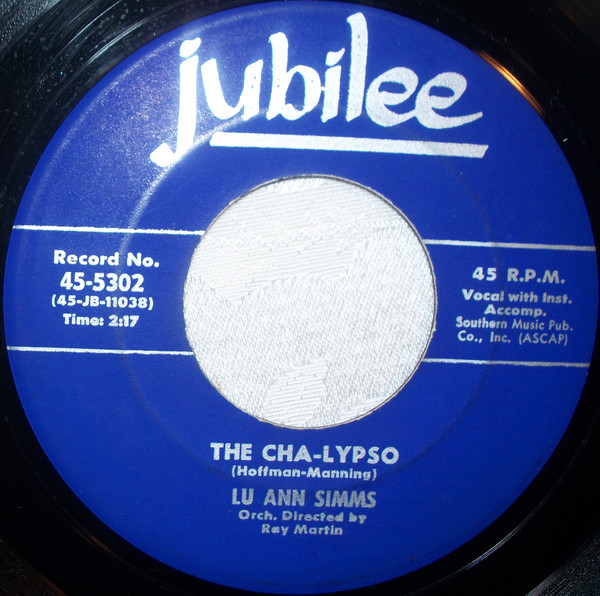 jubilee
Record No.
45-5302
(45-JB-11038)
Time: 2:17
45 R.P.M.
Vocal with Inst.
Accomp.
Southern Music Pub.
Co., Inc. (ASCAP)
THE CHA-LYPSO
(Hoffman-Manning)
LU ANN SIMMS
Orch. Directed by
Ray Martin